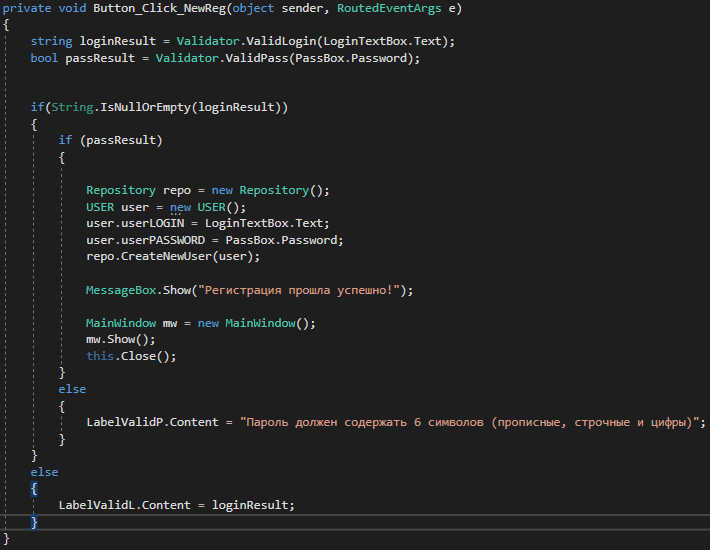 private void Button_Click_NewReg(object sender, RoutedEventArgs e)
{
string loginResult = Validator.ValidLogin(LoginTextBox.Text);
bool passResult = Validator.ValidPass(PassBox.Password);
if(String.IsNullOrEmpty(loginResult))
{
if (passResult)
{
Repository repo = new Repository();
USER user = new USER();
user.userLOGIN = LoginTextBox.Text;
user.userPASSWORD = PassBox.Password;
repo.CreateNewUser(user);
MessageBox.Show("Регистрация прошла успешно!");
MainWindow mw = new MainWindow();
mw.Show();
this.Close();
}
else
{
LabelValidP.Content = "Пароль должен содержать 6 символов (прописные, строчные и цифры)";
}
}
else
{
LabelValidL.Content = loginResult;
}
}